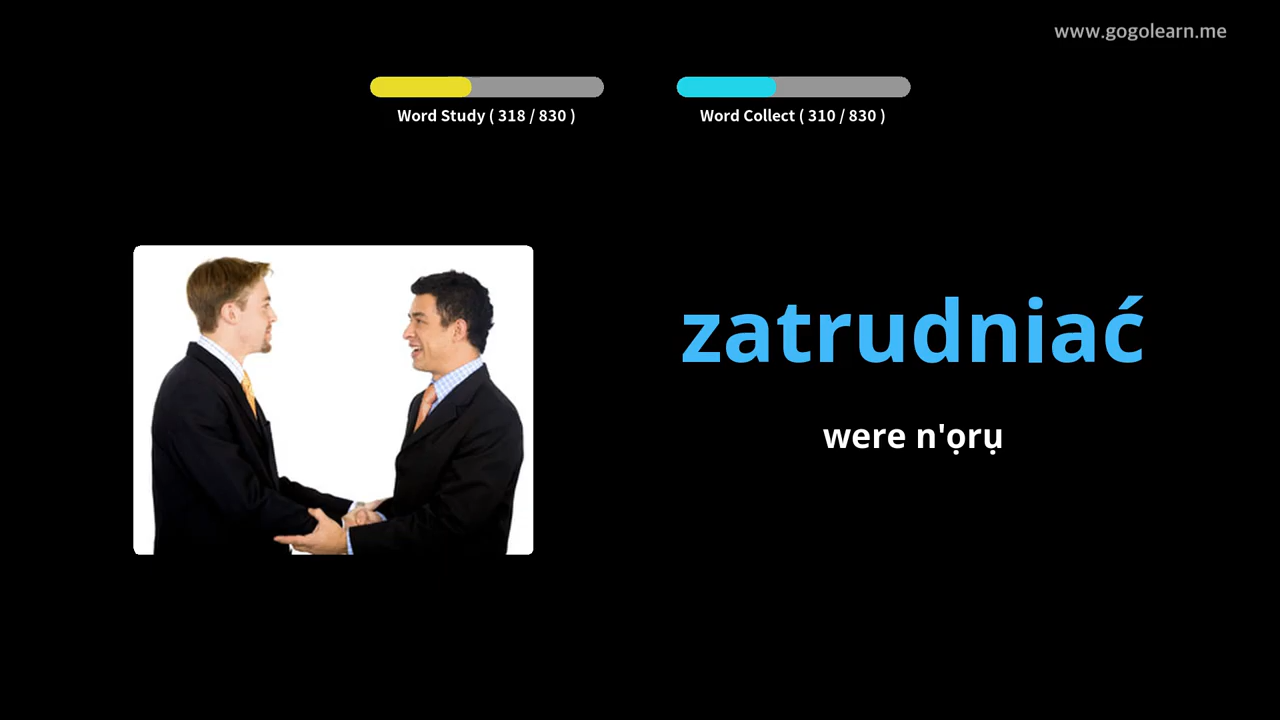 www.gogolearn.me
Word Study ( 318 / 830 )
Word Collect ( 310 / 830 )
zatrudniać
were n'ọrụ